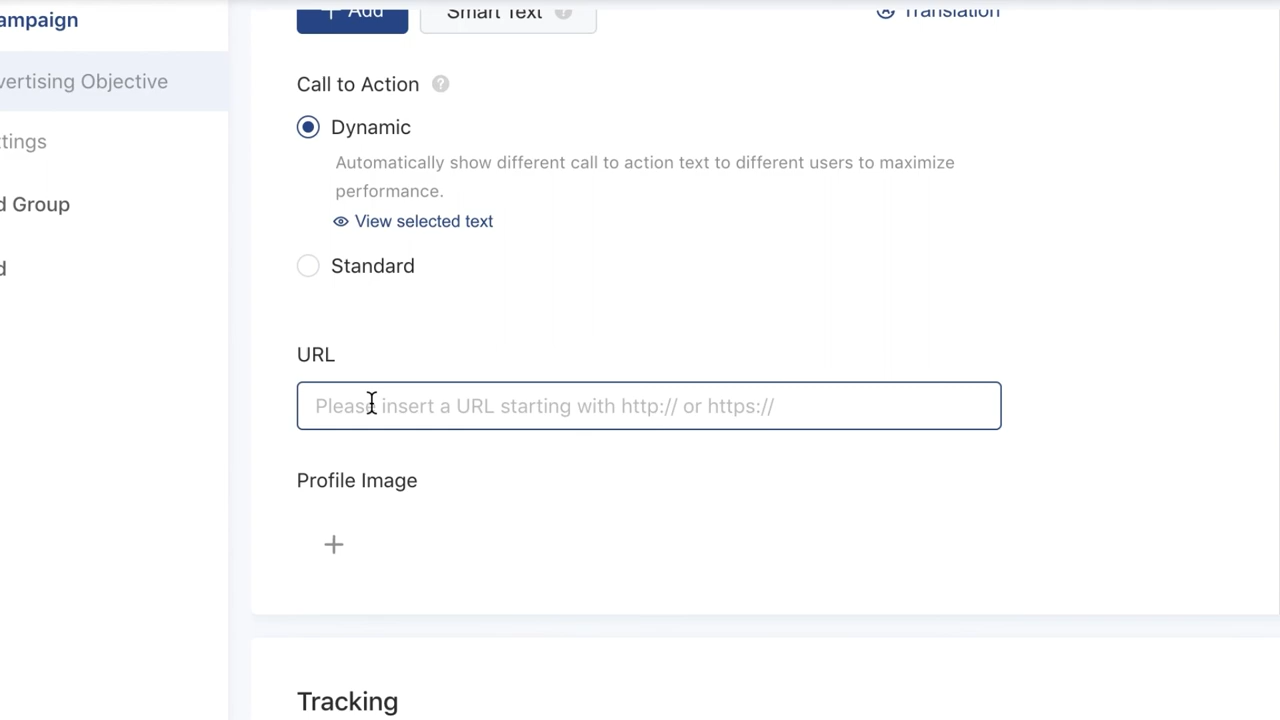 ampaign
+ Add
Smart Text ?
Translation
vertising Objective
Call to Action ?
ttings
Dynamic
Automatically show different call to action text to different users to maximize
performance.
d Group
View selected text
Standard
d
URL
Please insert a URL starting with http:// or https://
Profile Image
+
Tracking